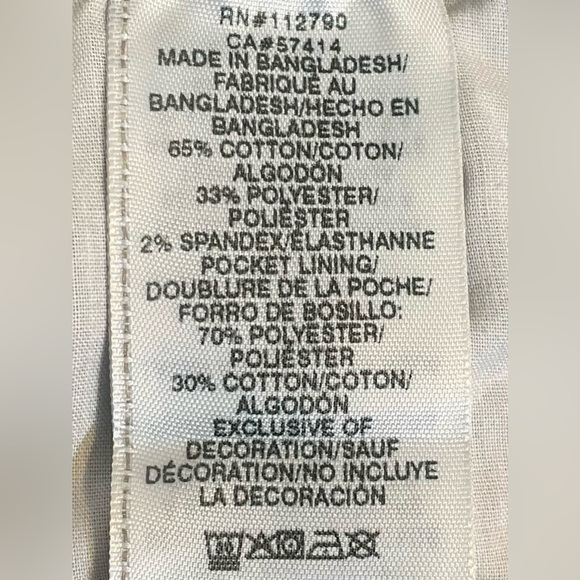 RN#112790
CA#57414
MADE IN BANGLADESH/
FABRIQUÉ AU
BANGLADESH/HECHO EN
BANGLADESH
65% COTTON/COTON/
ALGODÓN
33% POLYESTER/
POLIÉSTER
2% SPANDEX/ÉLASTHANNE
POCKET LINING/
DOUBLURE DE LA POCHE/
FORRO DE BOSILLO:
70% POLYESTER/
POLIÉSTER
30% COTTON/COTON/
ALGODÓN
EXCLUSIVE OF
DECORATION/SAUF
DÉCORATION/NO INCLUYE
LA DECORACIÓN